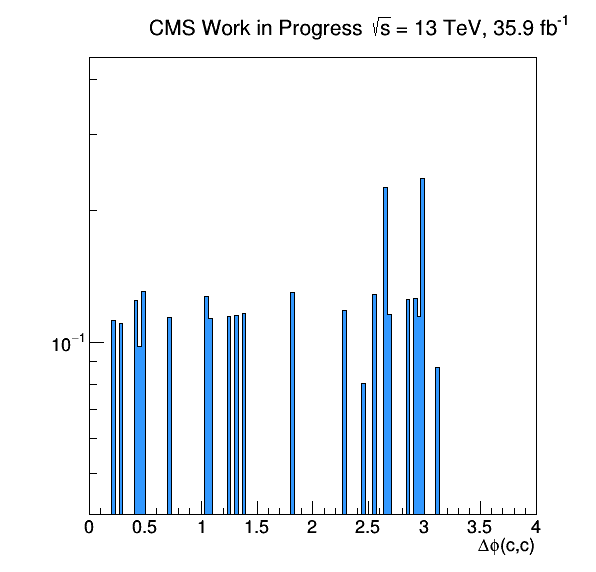 CMS Work in Progress √s = 13 TeV, 35.9 fb⁻¹
10⁻¹
0 0.5 1 1.5 2 2.5 3 3.5 4
Δϕ(c,c)